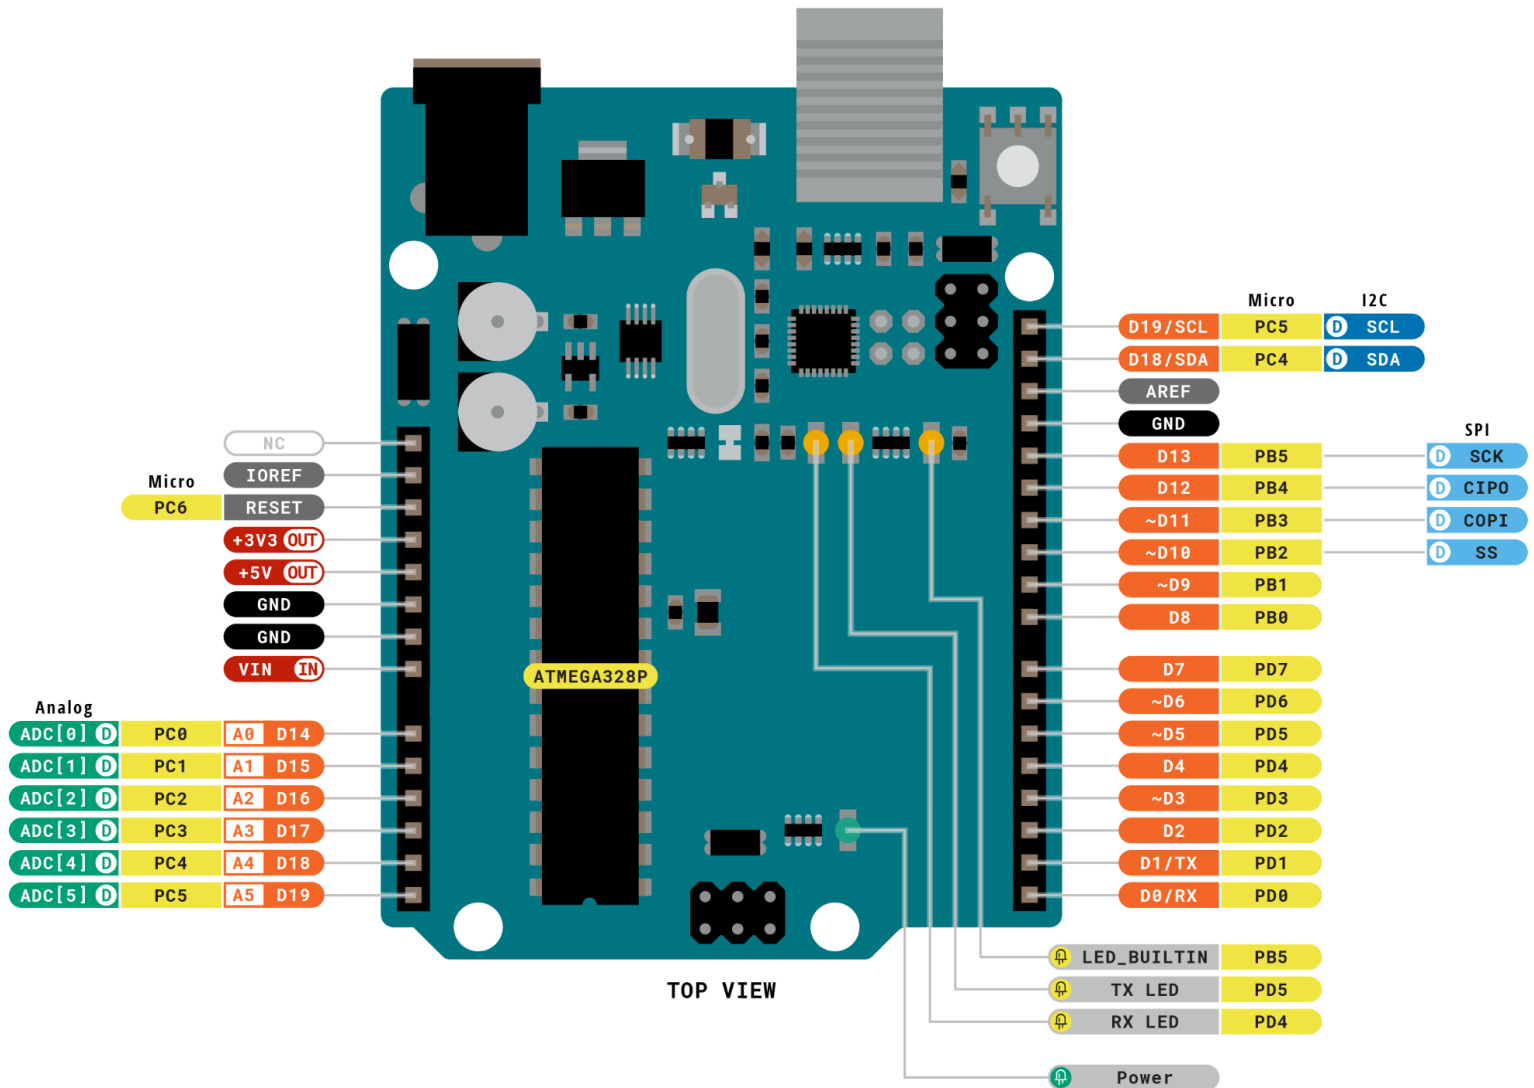 Micro I2C
D19/SCL PC5 D SCL
D18/SDA PC4 D SDA
AREF
GND
SPI
D13 PB5 D SCK
D12 PB4 D CIPO
~D11 PB3 D COPI
~D10 PB2 D SS
~D9 PB1
D8 PB0
D7 PD7
~D6 PD6
~D5 PD5
D4 PD4
~D3 PD3
D2 PD2
D1/TX PD1
D0/RX PD0
NC
IOREF
Micro
PC6 RESET
+3V3 OUT
+5V OUT
GND
GND
VIN IN
Analog
ADC[0] D PC0 A0 D14
ADC[1] D PC1 A1 D15
ADC[2] D PC2 A2 D16
ADC[3] D PC3 A3 D17
ADC[4] D PC4 A4 D18
ADC[5] D PC5 A5 D19
ATMEGA328P
TOP VIEW
LED_BUILTIN PB5
TX LED PD5
RX LED PD4
Power